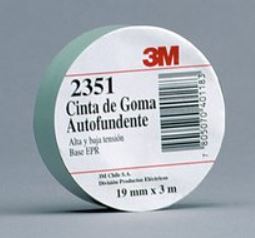 3M
2351
Cinta de Goma
Autofundente
Alta y baja tensión
Base EPR
7805070401183
3M Chile S.A.
División Productos Eléctricos
19 mm x 3 m